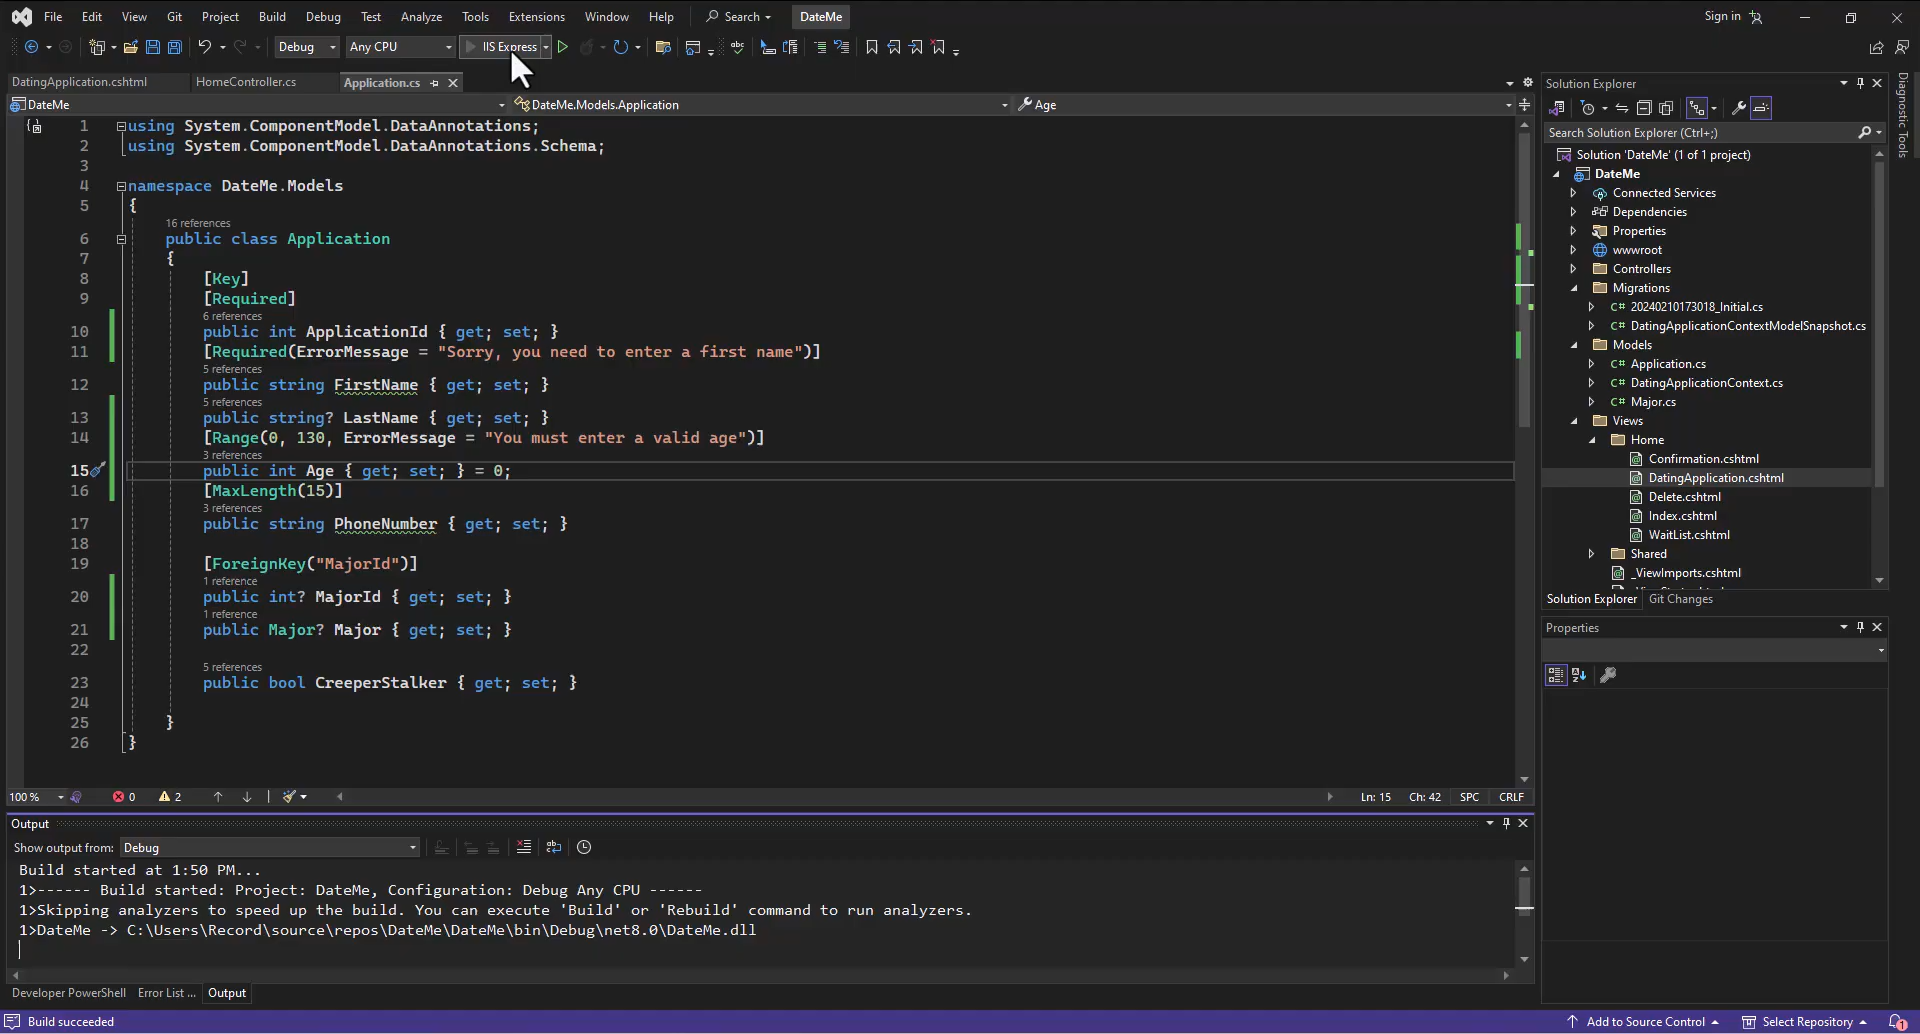 File Edit View Git Project Build Debug Test Analyze Tools Extensions Window Help Search DateMe Sign in
Debug Any CPU IIS Express
DatingApplication.cshtml HomeController.cs Application.cs
DateMe DateMe.Models.Application Age
1 using System.ComponentModel.DataAnnotations;
2 using System.ComponentModel.DataAnnotations.Schema;
3
4 namespace DateMe.Models
5 {
16 references
6 public class Application
7 {
8 [Key]
9 [Required]
6 references
10 public int ApplicationId { get; set; }
11 [Required(ErrorMessage = "Sorry, you need to enter a first name")]
5 references
12 public string FirstName { get; set; }
5 references
13 public string? LastName { get; set; }
14 [Range(0, 130, ErrorMessage = "You must enter a valid age")]
3 references
15 public int Age { get; set; } = 0;
16 [MaxLength(15)]
3 references
17 public string PhoneNumber { get; set; }
18
19 [ForeignKey("MajorId")]
1 reference
20 public int? MajorId { get; set; }
1 reference
21 public Major? Major { get; set; }
22
5 references
23 public bool CreeperStalker { get; set; }
24
25 }
26 }
100 % 0 2 Ln: 15 Ch: 42 SPC CRLF
Output
Show output from: Debug
Build started at 1:50 PM...
1>------ Build started: Project: DateMe, Configuration: Debug Any CPU ------
1>Skipping analyzers to speed up the build. You can execute 'Build' or 'Rebuild' command to run analyzers.
1>DateMe -> C:\Users\Record\source\repos\DateMe\DateMe\bin\Debug\net8.0\DateMe.dll
Developer PowerShell Error List ... Output
Solution Explorer
Search Solution Explorer (Ctrl+;)
Solution 'DateMe' (1 of 1 project)
DateMe
Connected Services
Dependencies
Properties
wwwroot
Controllers
Migrations
C# 20240210173018_Initial.cs
C# DatingApplicationContextModelSnapshot.cs
Models
C# Application.cs
C# DatingApplicationContext.cs
C# Major.cs
Views
Home
Confirmation.cshtml
DatingApplication.cshtml
Delete.cshtml
Index.cshtml
WaitList.cshtml
Shared
_ViewImports.cshtml
Solution Explorer Git Changes
Properties
Diagnostic Tools
Build succeeded Add to Source Control Select Repository 1